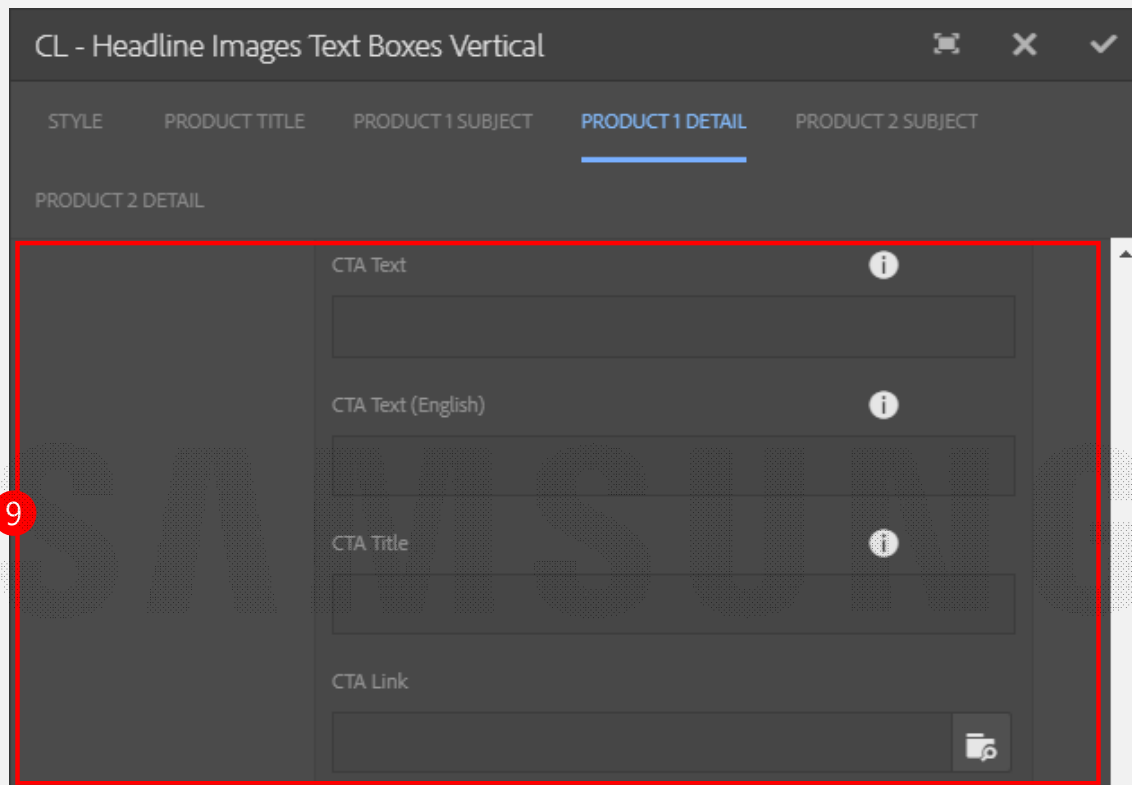 CL - Headline Images Text Boxes Vertical
STYLE PRODUCT TITLE PRODUCT 1 SUBJECT PRODUCT 1 DETAIL PRODUCT 2 SUBJECT
PRODUCT 2 DETAIL
CTA Text
CTA Text (English)
SAMSUNG
9
CTA Title
CTA Link